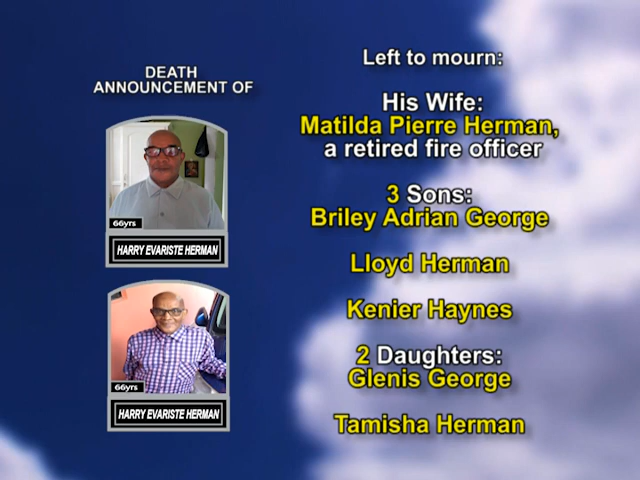 DEATH
ANNOUNCEMENT OF
66yrs
HARRY EVARISTE HERMAN
66yrs
HARRY EVARISTE HERMAN
Left to mourn:
His Wife:
Matilda Pierre Herman,
a retired fire officer
3 Sons:
Briley Adrian George
Lloyd Herman
Kenier Haynes
2 Daughters:
Glenis George
Tamisha Herman